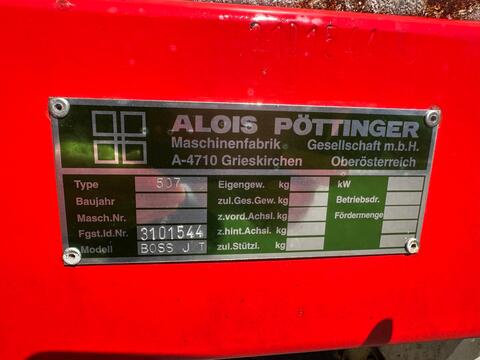 ALOIS PÖTTINGER
Maschinenfabrik Gesellschaft m.b.H.
A-4710 Grieskirchen Oberösterreich
Type 507 Eigengew. kg kW
Baujahr zul.Ges.Gew. kg Betriebsdr.
Masch.Nr. z.vord.Achsl. kg Fördermenge
Fgst.Id.Nr. 3101544 z.hint.Achsl. kg
Modell BOSS J T zul.Stützl. kg